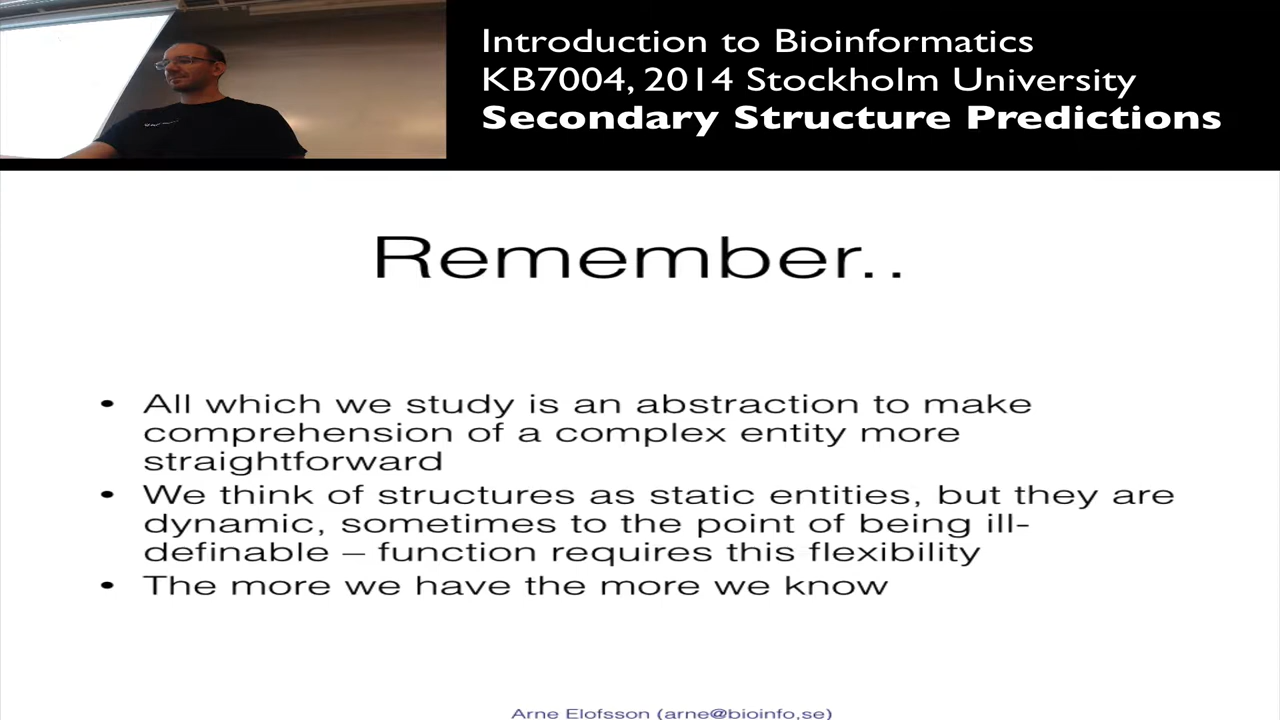 Introduction to Bioinformatics
KB7004, 2014 Stockholm University
Secondary Structure Predictions
Remember..
• All which we study is an abstraction to make
comprehension of a complex entity more
straightforward
• We think of structures as static entities, but they are
dynamic, sometimes to the point of being ill-
definable – function requires this flexibility
• The more we have the more we know
Arne Elofsson (arne@bioinfo,se)